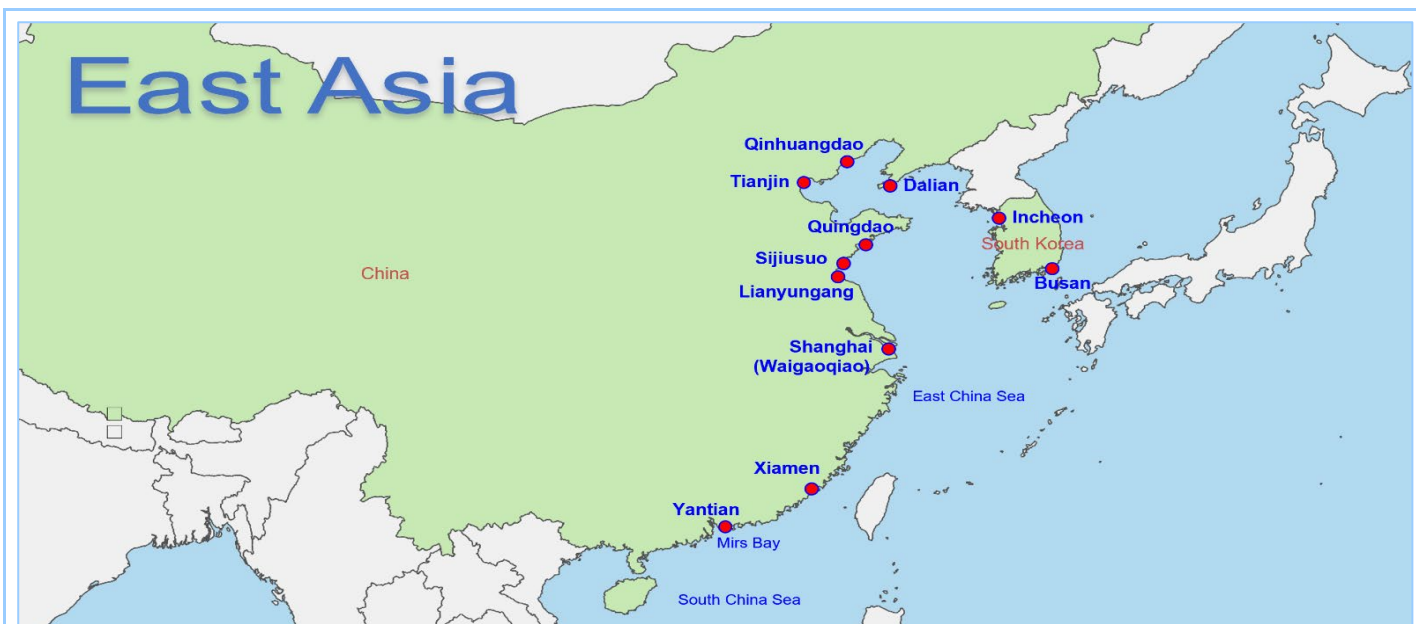 East Asia
Qinhuangdao
Tianjin
Dalian
Incheon
Quingdao
South Korea
Sijiusuo
China
Busan
Lianyungang
Shanghai
(Waigaoqiao)
East China Sea
Xiamen
Yantian
Mirs Bay
South China Sea